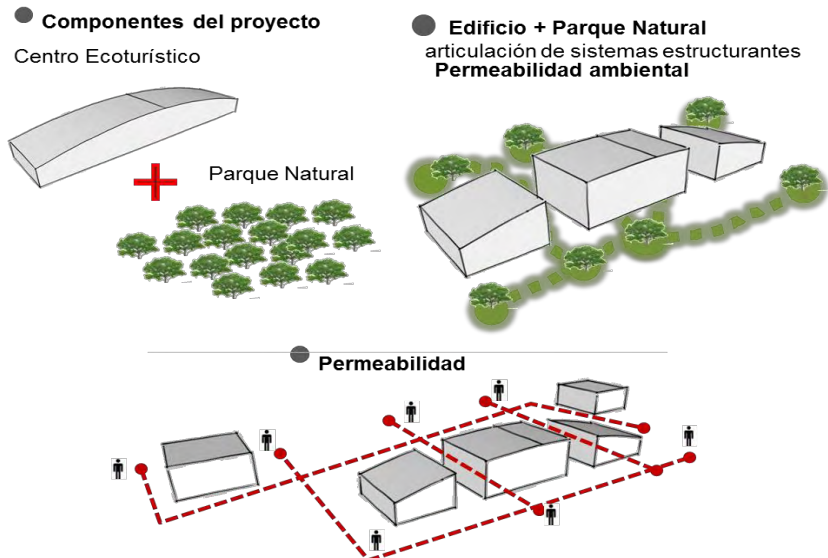 Componentes del proyecto
Centro Ecoturístico
Parque Natural
Edificio + Parque Natural
articulación de sistemas estructurantes
Permeabilidad ambiental
Permeabilidad